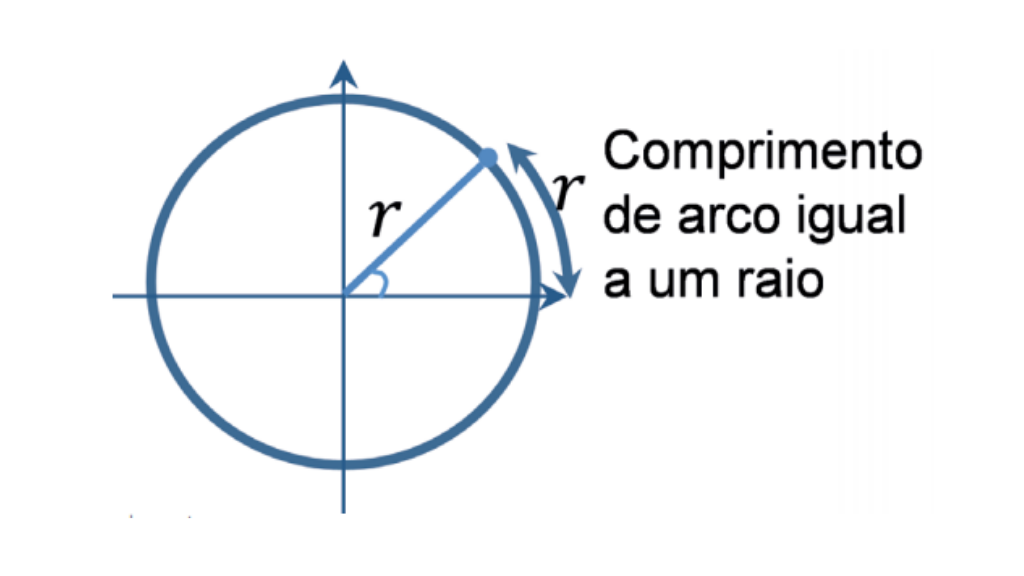 r
r
Comprimento
de arco igual
a um raio